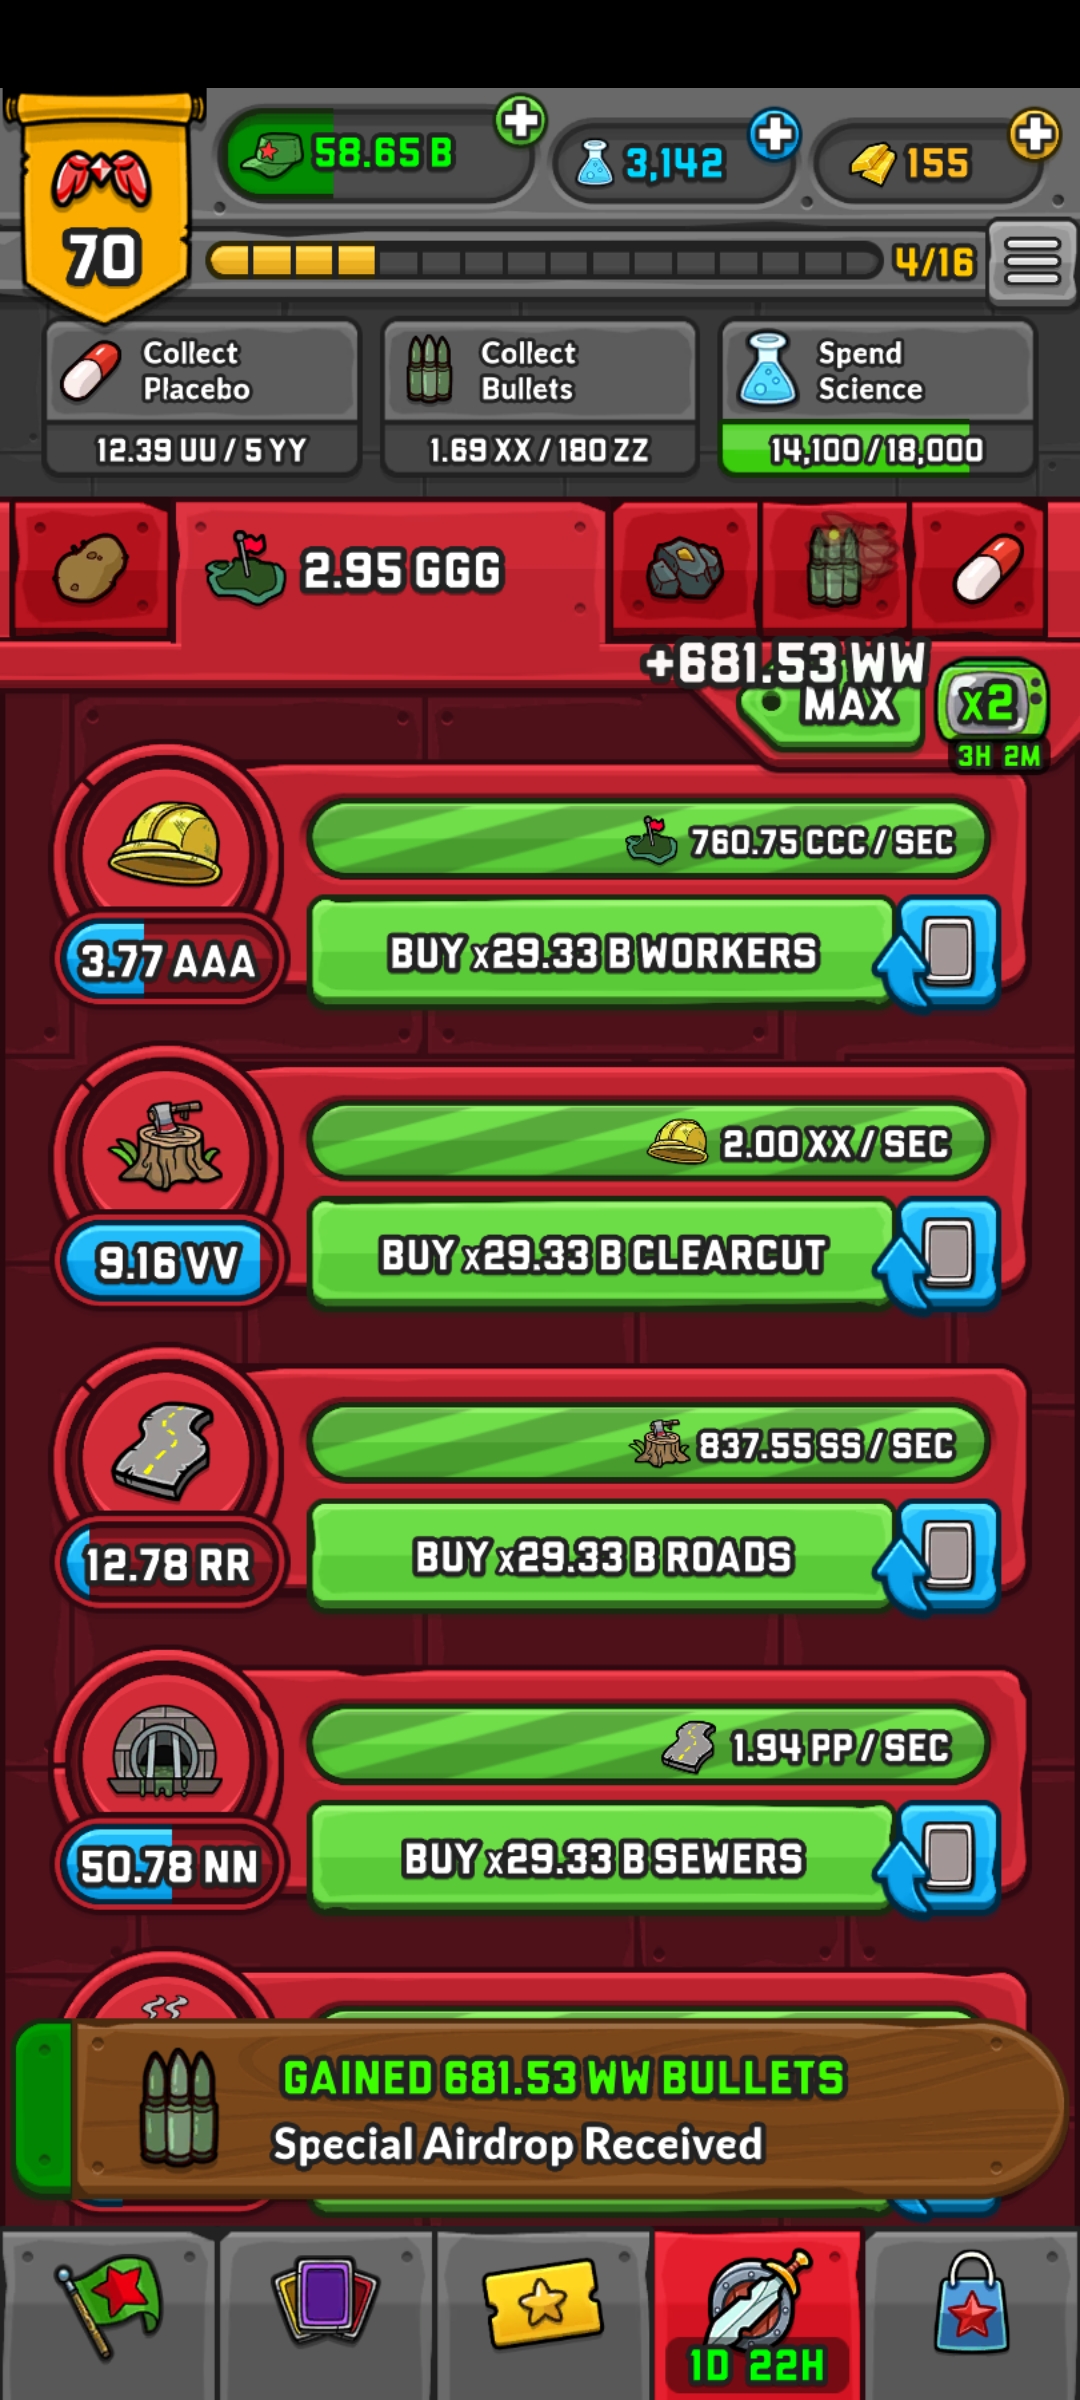 58.65 B
3,142
155
70
4/16
Collect
Placebo
12.39 UU / 5 YY
Collect
Bullets
1.69 XX / 180 ZZ
Spend
Science
14,100 / 18,000
2.95 GGG
+681.53 WW
MAX
x2
3H 2M
760.75 CCC / SEC
3.77 AAA
BUY x29.33 B WORKERS
2.00 XX / SEC
9.16 VV
BUY x29.33 B CLEARCUT
837.55 SS / SEC
12.78 RR
BUY x29.33 B ROADS
1.94 PP / SEC
50.78 NN
BUY x29.33 B SEWERS
GAINED 681.53 WW BULLETS
Special Airdrop Received
1D 22H